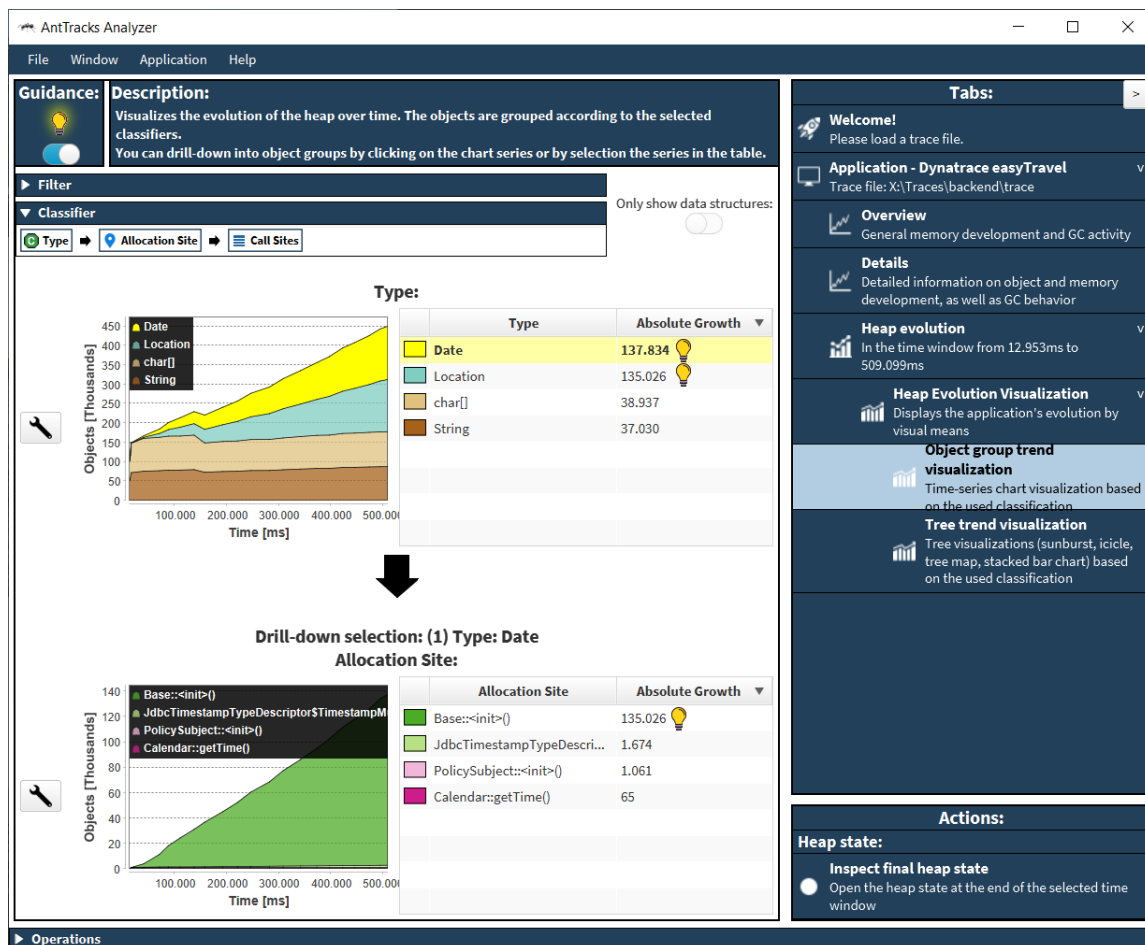 AntTracks Analyzer
File Window Application Help
Guidance:
Description:
Visualizes the evolution of the heap over time. The objects are grouped according to the selected
classifiers.
You can drill-down into object groups by clicking on the chart series or by selection the series in the table.
Filter
Classifier
Type Allocation Site Call Sites
Only show data structures:
Type:
Objects [Thousands]
450
400
350
300
250
200
150
100
50
0
Date
Location
char[]
String
100.000 200.000 300.000 400.000 500.00
Time [ms]
Type Absolute Growth
Date 137.834
Location 135.026
char[] 38.937
String 37.030
Drill-down selection: (1) Type: Date
Allocation Site:
Objects [Thousands]
140
120
100
80
60
40
20
0
Base::<init>()
JdbcTimestampTypeDescriptor$TimestampMu
PolicySubject::<init>()
Calendar::getTime()
100.000 200.000 300.000 400.000 500.00
Time [ms]
Allocation Site Absolute Growth
Base::<init>() 135.026
JdbcTimestampTypeDescri... 1.674
PolicySubject::<init>() 1.061
Calendar::getTime() 65
Tabs:
>
Welcome!
Please load a trace file.
Application - Dynatrace easyTravel v
Trace file: X:\Traces\backend\trace
Overview
General memory development and GC activity
Details
Detailed information on object and memory
development, as well as GC behavior
Heap evolution v
In the time window from 12.953ms to
509.099ms
Heap Evolution Visualization v
Displays the application's evolution by
visual means
Object group trend
visualization
Time-series chart visualization based
on the used classification
Tree trend visualization
Tree visualizations (sunburst, icicle,
tree map, stacked bar chart) based
on the used classification
Actions:
Heap state:
Inspect final heap state
Open the heap state at the end of the selected time
window
Operations